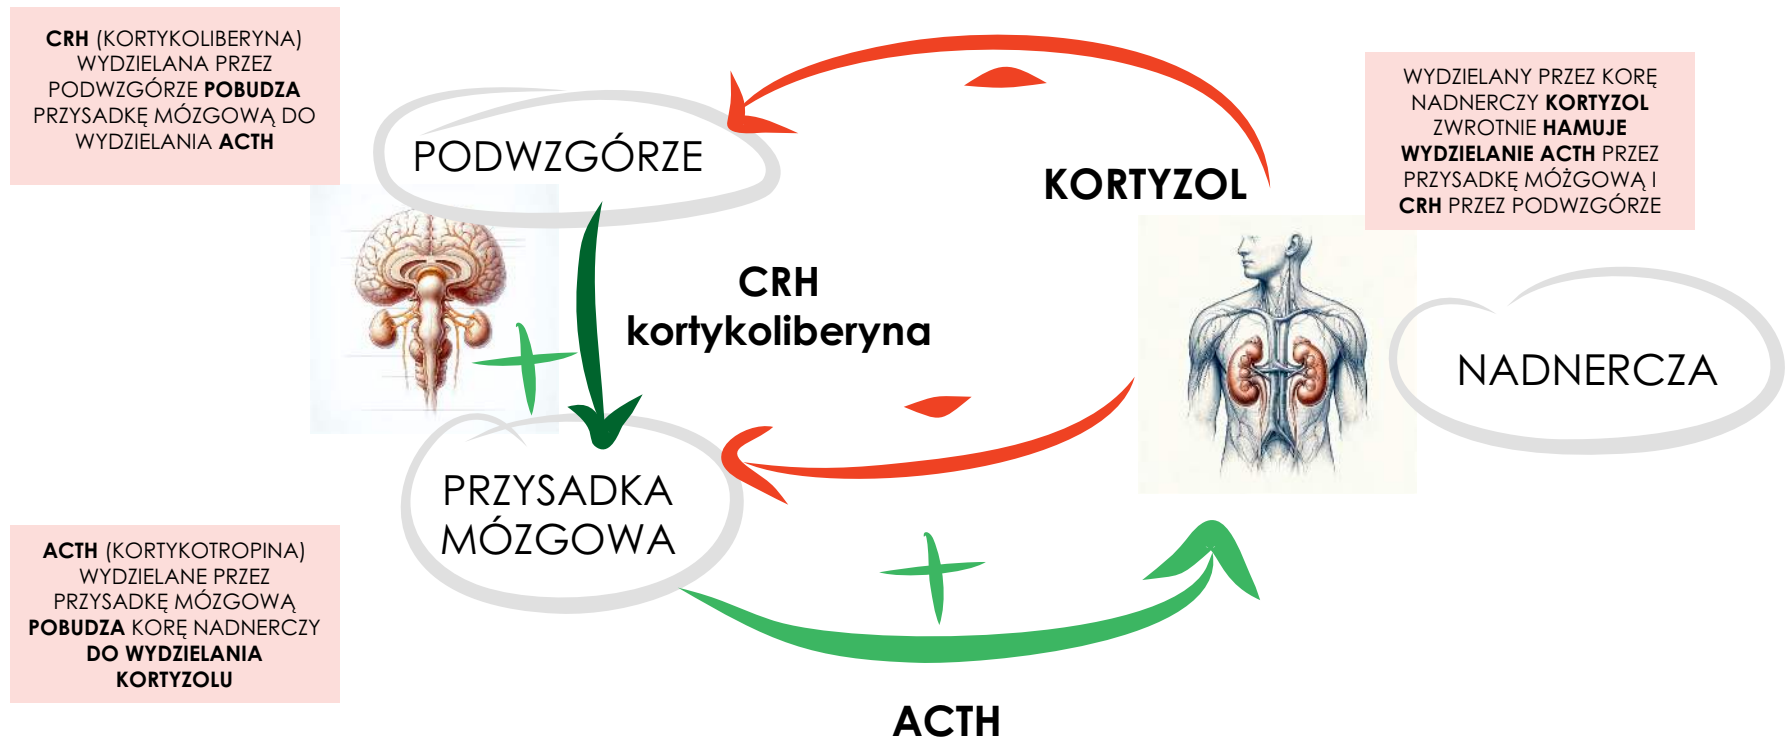 CRH (KORTYKOLIBERYNA)
WYDZIELANA PRZEZ
PODWZGÓRZE POBUDZA
PRZYSADKĘ MÓZGOWĄ DO
WYDZIELANIA ACTH
PODWZGÓRZE
KORTYZOL
WYDZIELANY PRZEZ KORĘ
NADNERCZY KORTYZOL
ZWROTNIE HAMUJE
WYDZIELANIE ACTH PRZEZ
PRZYSADKĘ MÓŻGOWĄ I
CRH PRZEZ PODWZGÓRZE
CRH
kortykoliberyna
NADNERCZA
PRZYSADKA
MÓZGOWA
ACTH (KORTYKOTROPINA)
WYDZIELANE PRZEZ
PRZYSADKĘ MÓZGOWĄ
POBUDZA KORĘ NADNERCZY
DO WYDZIELANIA
KORTYZOLU
ACTH